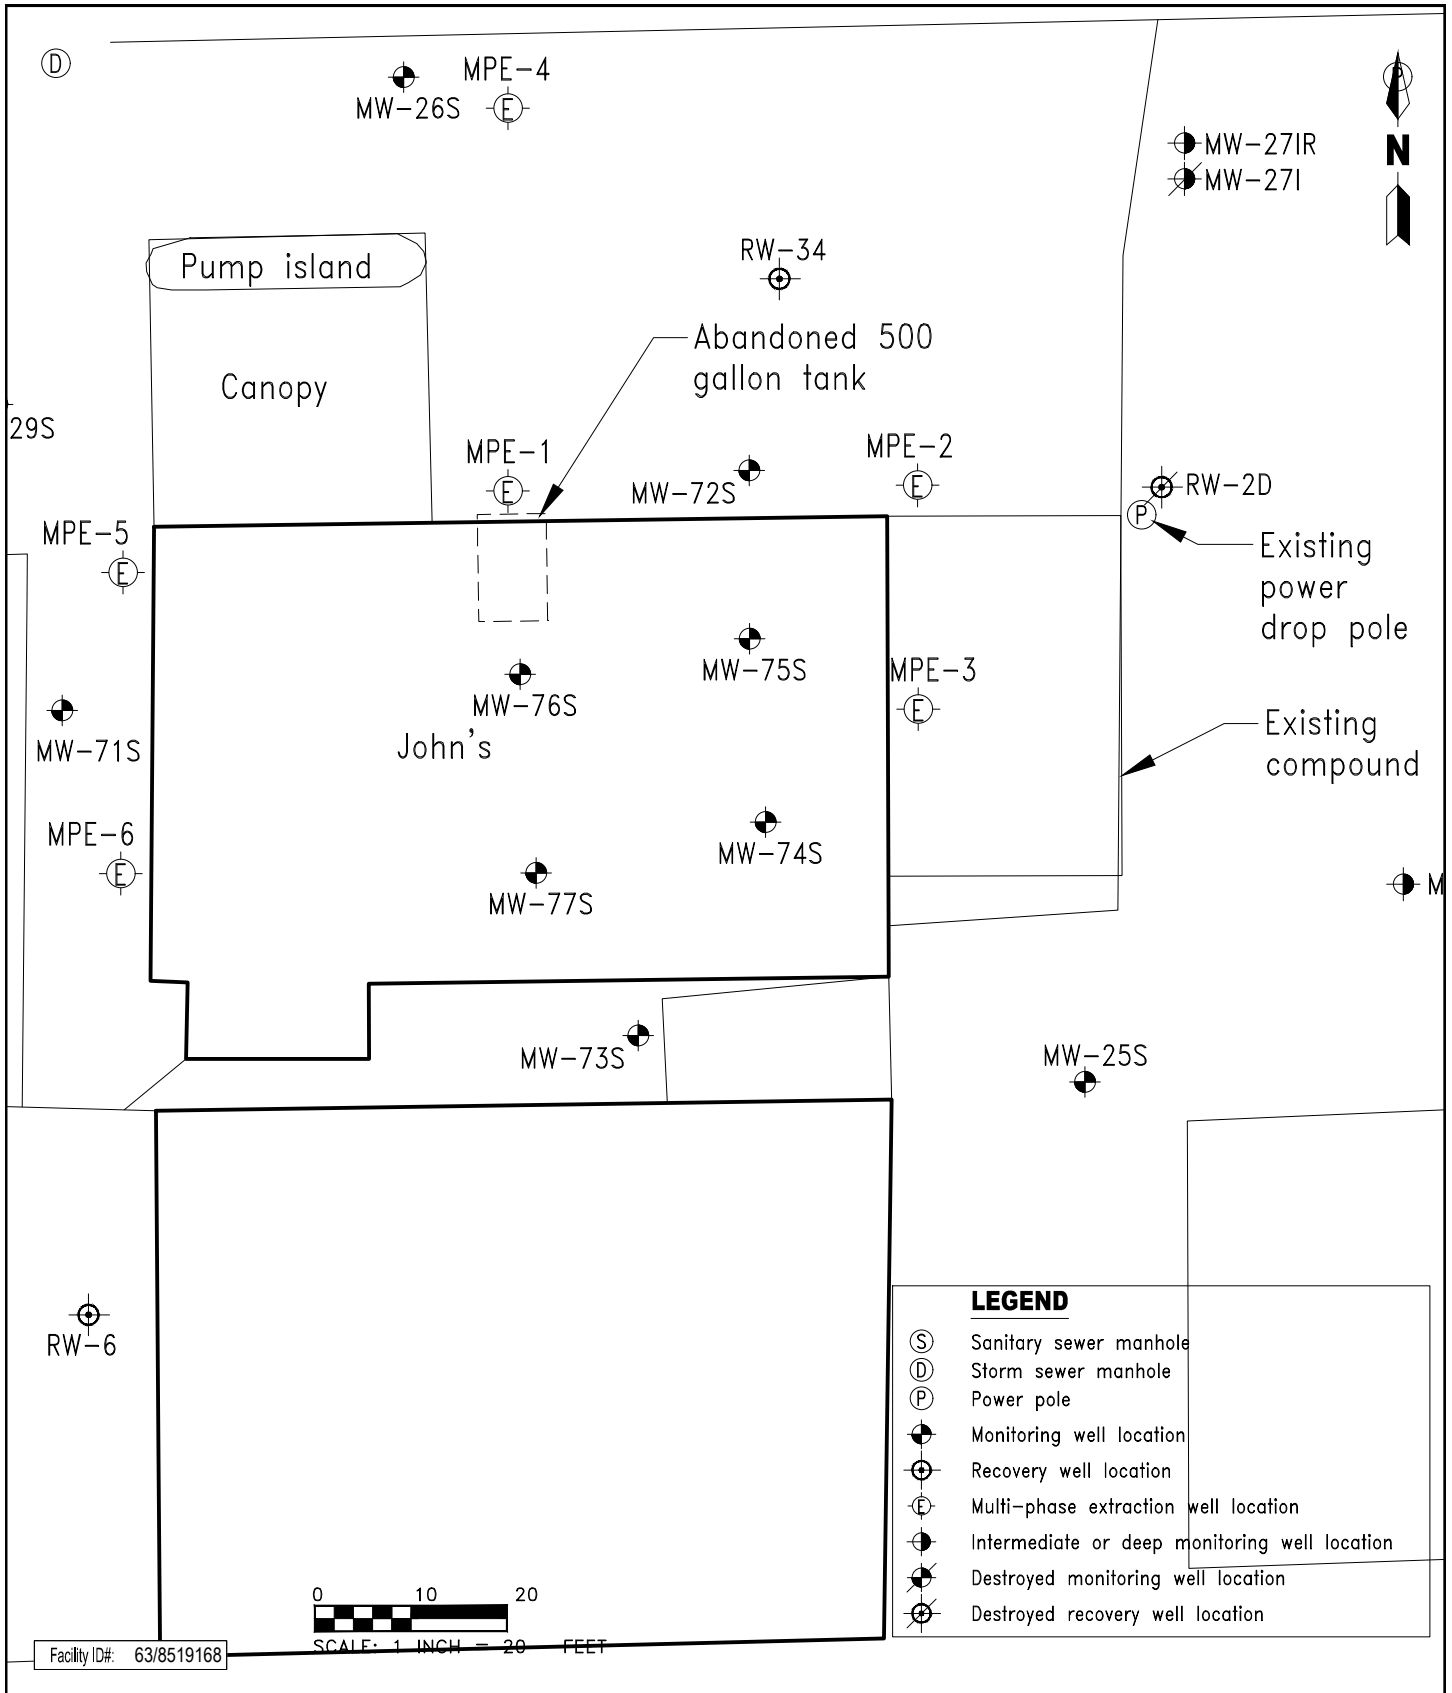 D
MPE-4
MW-26S
E
P
N
MW-27IR
MW-27I
RW-34
Pump island
Abandoned 500
gallon tank
Canopy
29S
MPE-1
E
MW-72S
MPE-2
E
RW-2D
P
Existing
power
drop pole
MPE-5
E
MW-75S
MW-76S
MPE-3
E
MW-71S
John's
Existing
compound
MPE-6
E
MW-74S
MW-77S
M
MW-73S
MW-25S
RW-6
LEGEND
S Sanitary sewer manhole
D Storm sewer manhole
P Power pole
Monitoring well location
Recovery well location
E Multi-phase extraction well location
Intermediate or deep monitoring well location
Destroyed monitoring well location
Destroyed recovery well location
0 10 20
SCALE: 1 INCH = 20 FEET
Facility ID#: 63/8519168